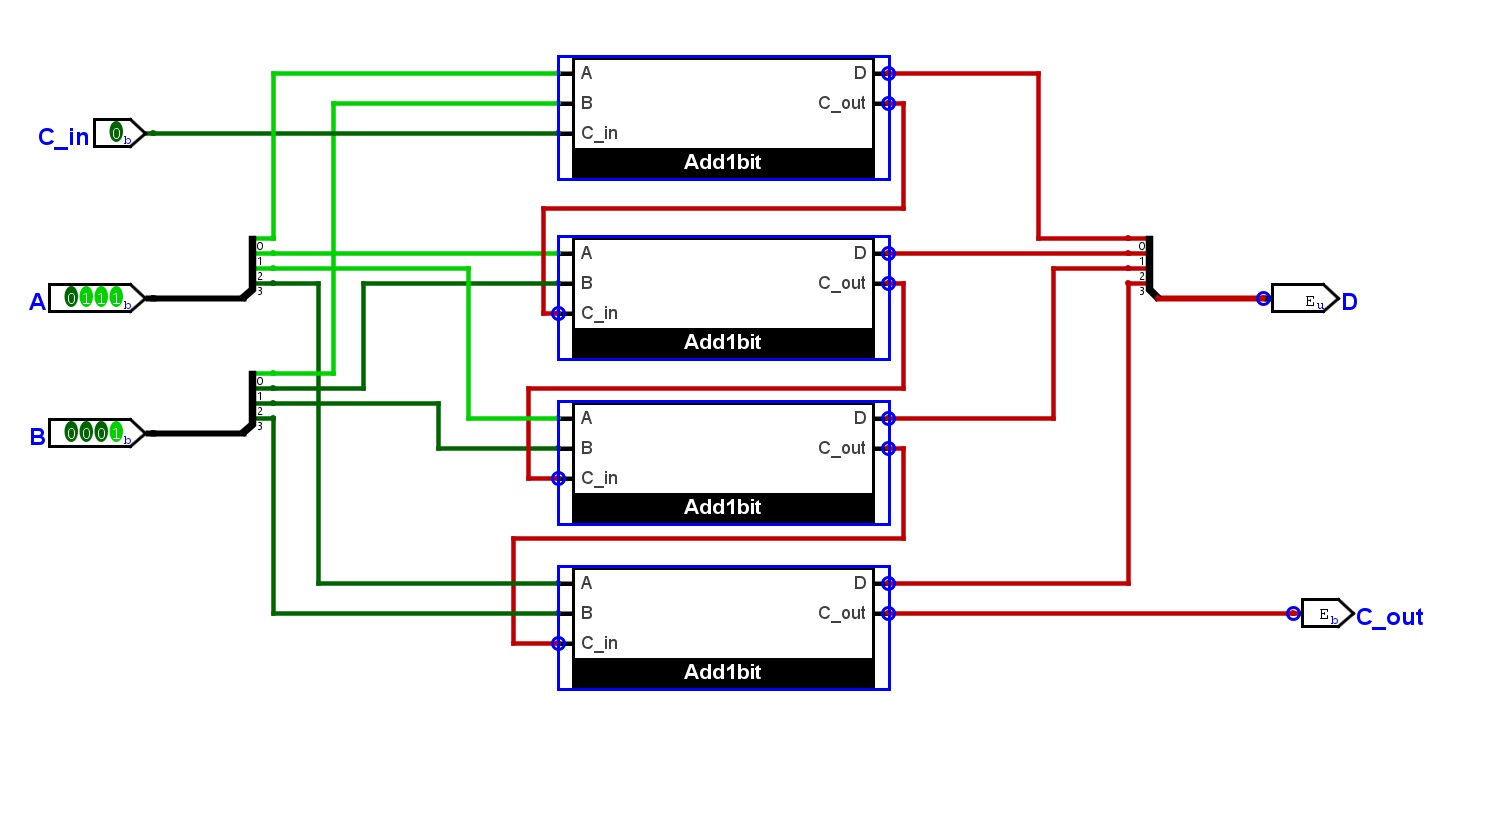 A D
B C_out
C_in 0b C_in
Add1bit
0
1
2
3
A 0111b
A D
B C_out
C_in
Add1bit
0
1
2
3
Eu D
0
1
2
3
B 0001b
A D
B C_out
C_in
Add1bit
A D
B C_out
C_in
Add1bit
Eb C_out